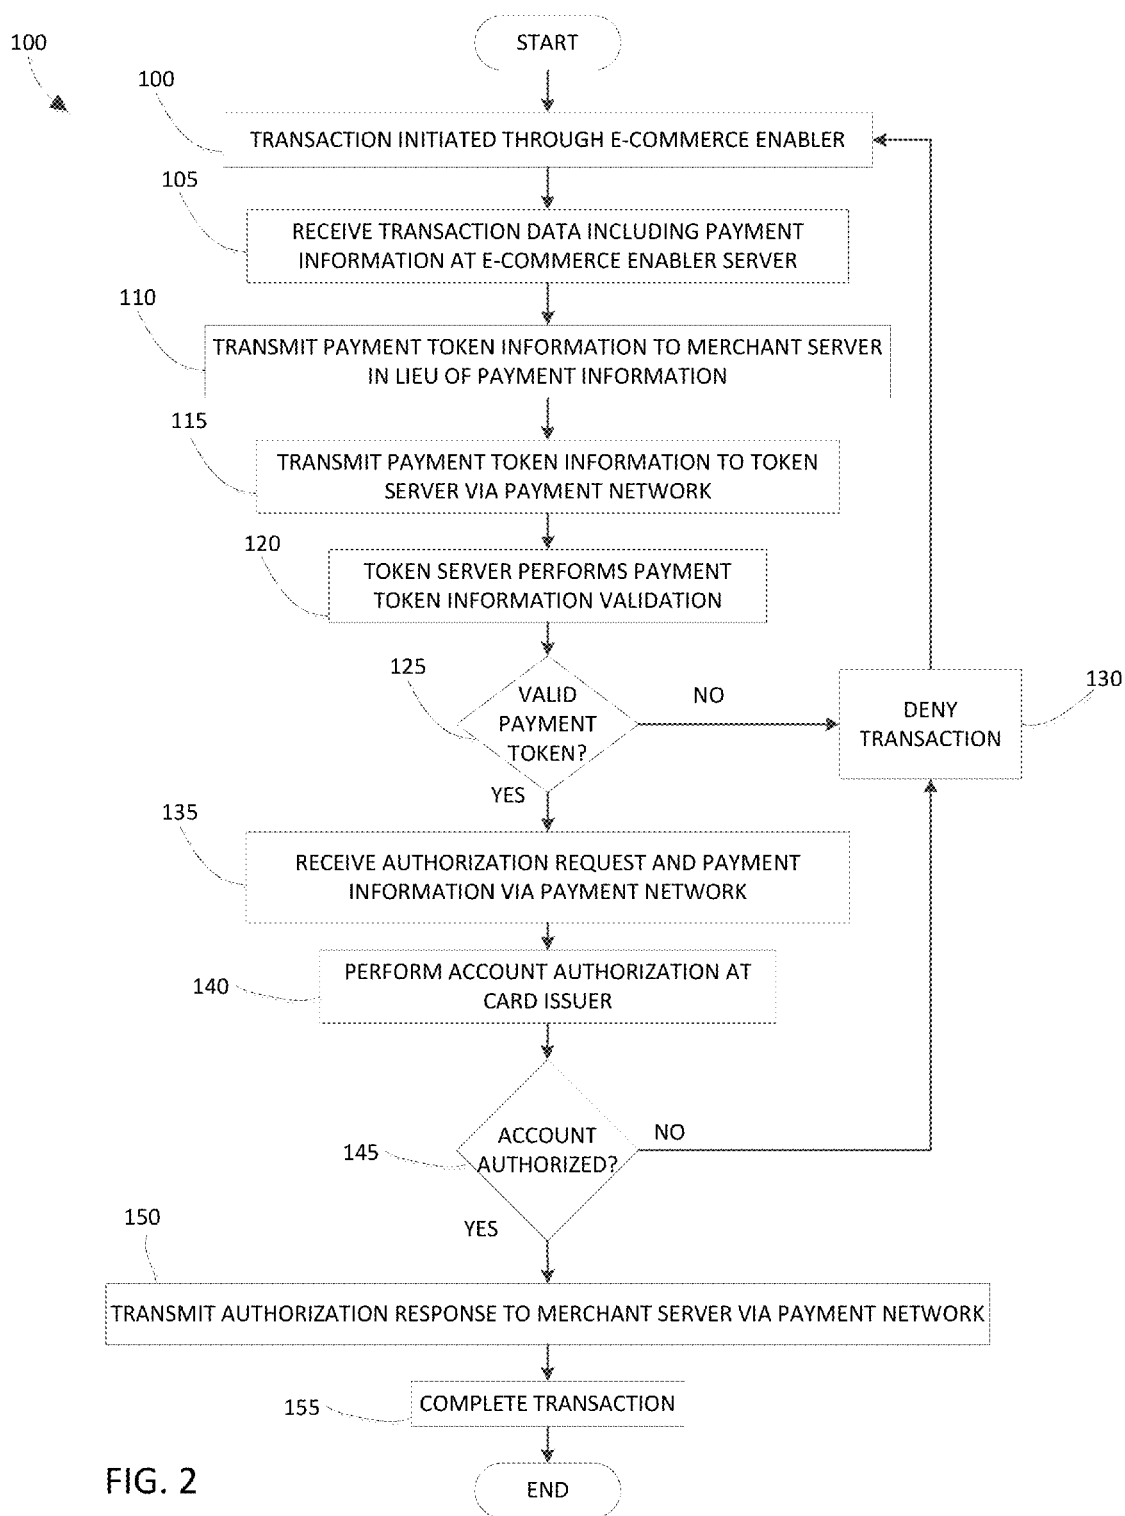 100
START
100
TRANSACTION INITIATED THROUGH E-COMMERCE ENABLER
105
RECEIVE TRANSACTION DATA INCLUDING PAYMENT
INFORMATION AT E-COMMERCE ENABLER SERVER
110
TRANSMIT PAYMENT TOKEN INFORMATION TO MERCHANT SERVER
IN LIEU OF PAYMENT INFORMATION
115
TRANSMIT PAYMENT TOKEN INFORMATION TO TOKEN
SERVER VIA PAYMENT NETWORK
120
TOKEN SERVER PERFORMS PAYMENT
TOKEN INFORMATION VALIDATION
125
VALID
PAYMENT
TOKEN?
NO
DENY
TRANSACTION
130
YES
135
RECEIVE AUTHORIZATION REQUEST AND PAYMENT
INFORMATION VIA PAYMENT NETWORK
140
PERFORM ACCOUNT AUTHORIZATION AT
CARD ISSUER
145
ACCOUNT
AUTHORIZED?
NO
YES
150
TRANSMIT AUTHORIZATION RESPONSE TO MERCHANT SERVER VIA PAYMENT NETWORK
155
COMPLETE TRANSACTION
END
FIG. 2